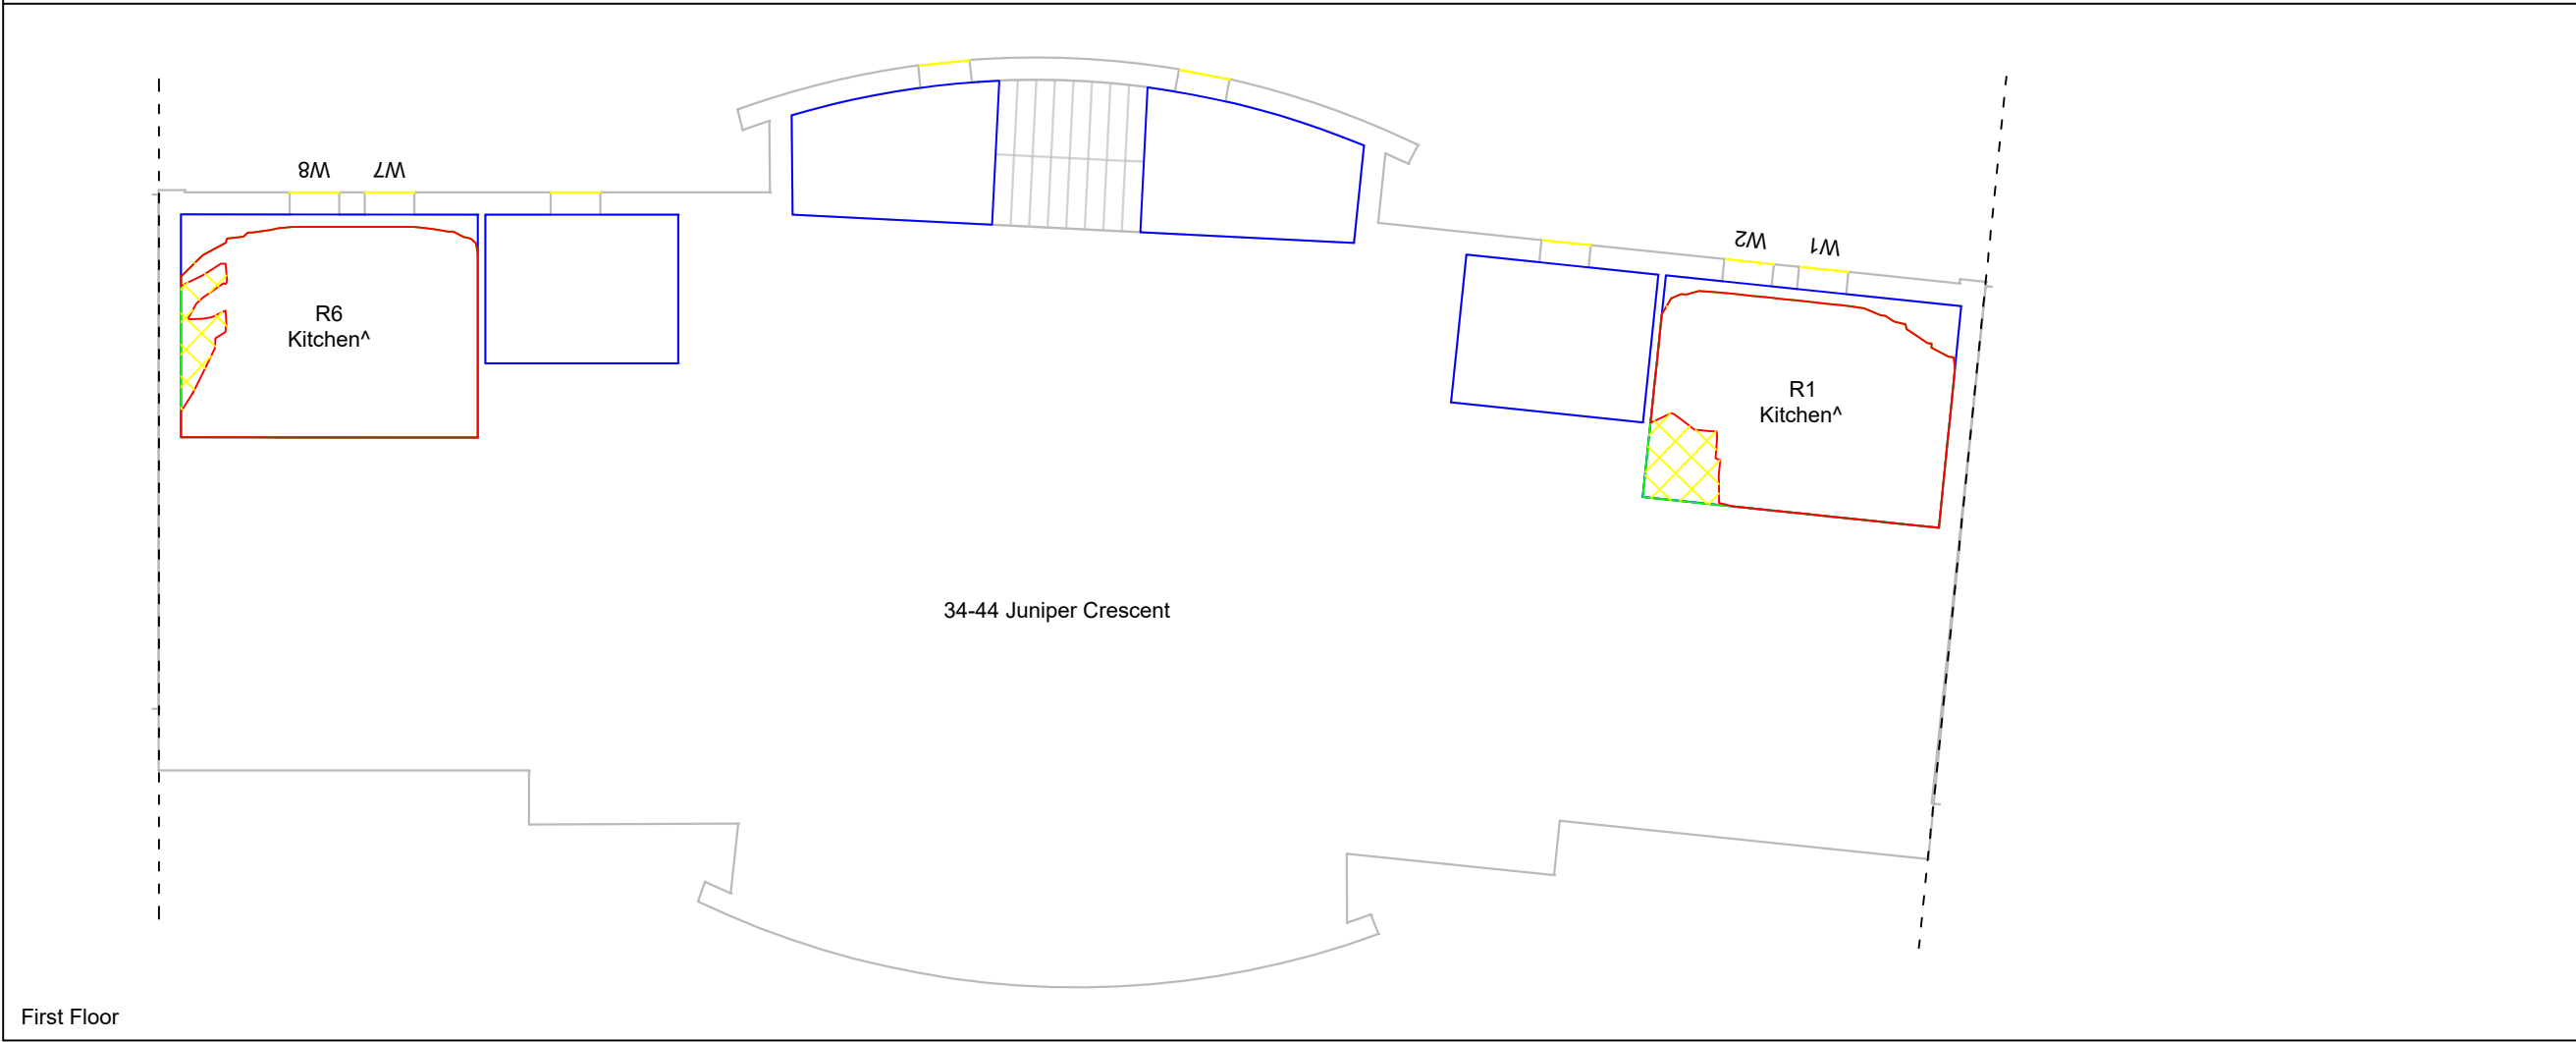 W8
W7
W2
W1
R6
Kitchen^
R1
Kitchen^
34-44 Juniper Crescent
First Floor